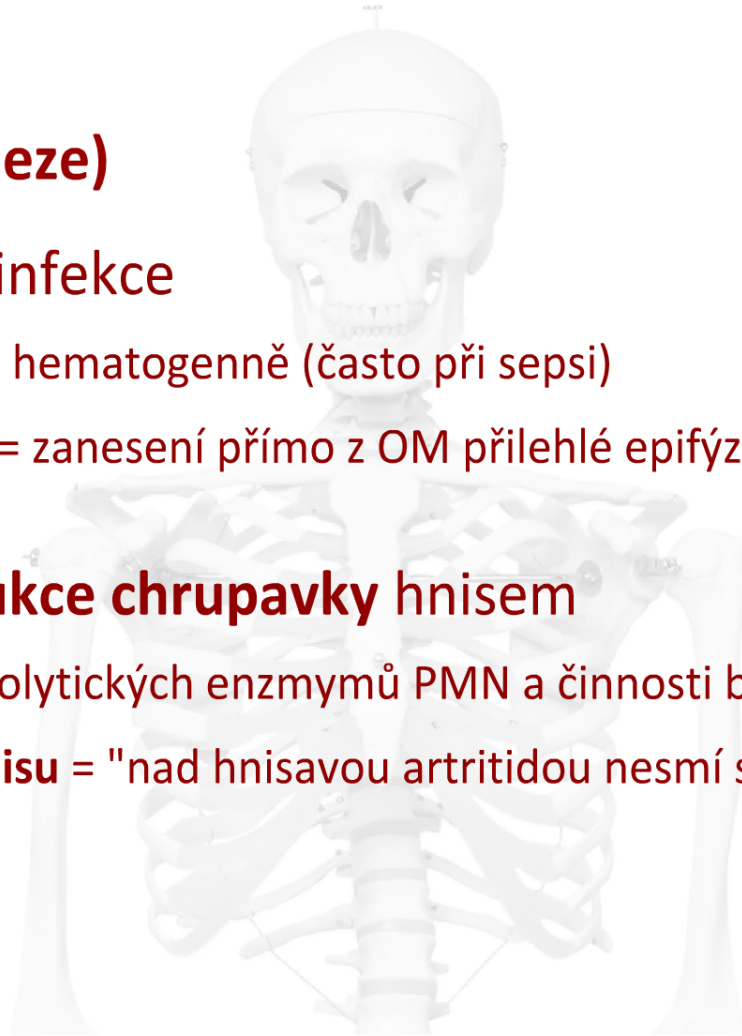 eze)
infekce
hematogenně (často při sepsi)
= zanesení přímo z OM přilehlé epifýz
ukce chrupavky hnisem
olytických enzmymů PMN a činnosti b
isu = "nad hnisavou artritidou nesmí s